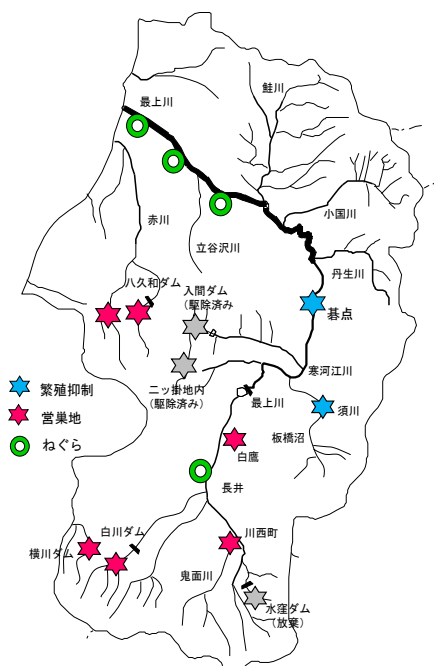 鮭川
最上川
小国川
赤川
立谷沢川
丹生川
八久和ダム
入間ダム
（駆除済み）
碁点
寒河江川
二ッ掛地内
（駆除済み）
最上川
繁殖抑制
営巣地
ねぐら
須川
板橋沼
白鷹
長井
白川ダム
川西町
横川ダム
鬼面川
水窪ダム
（放棄）